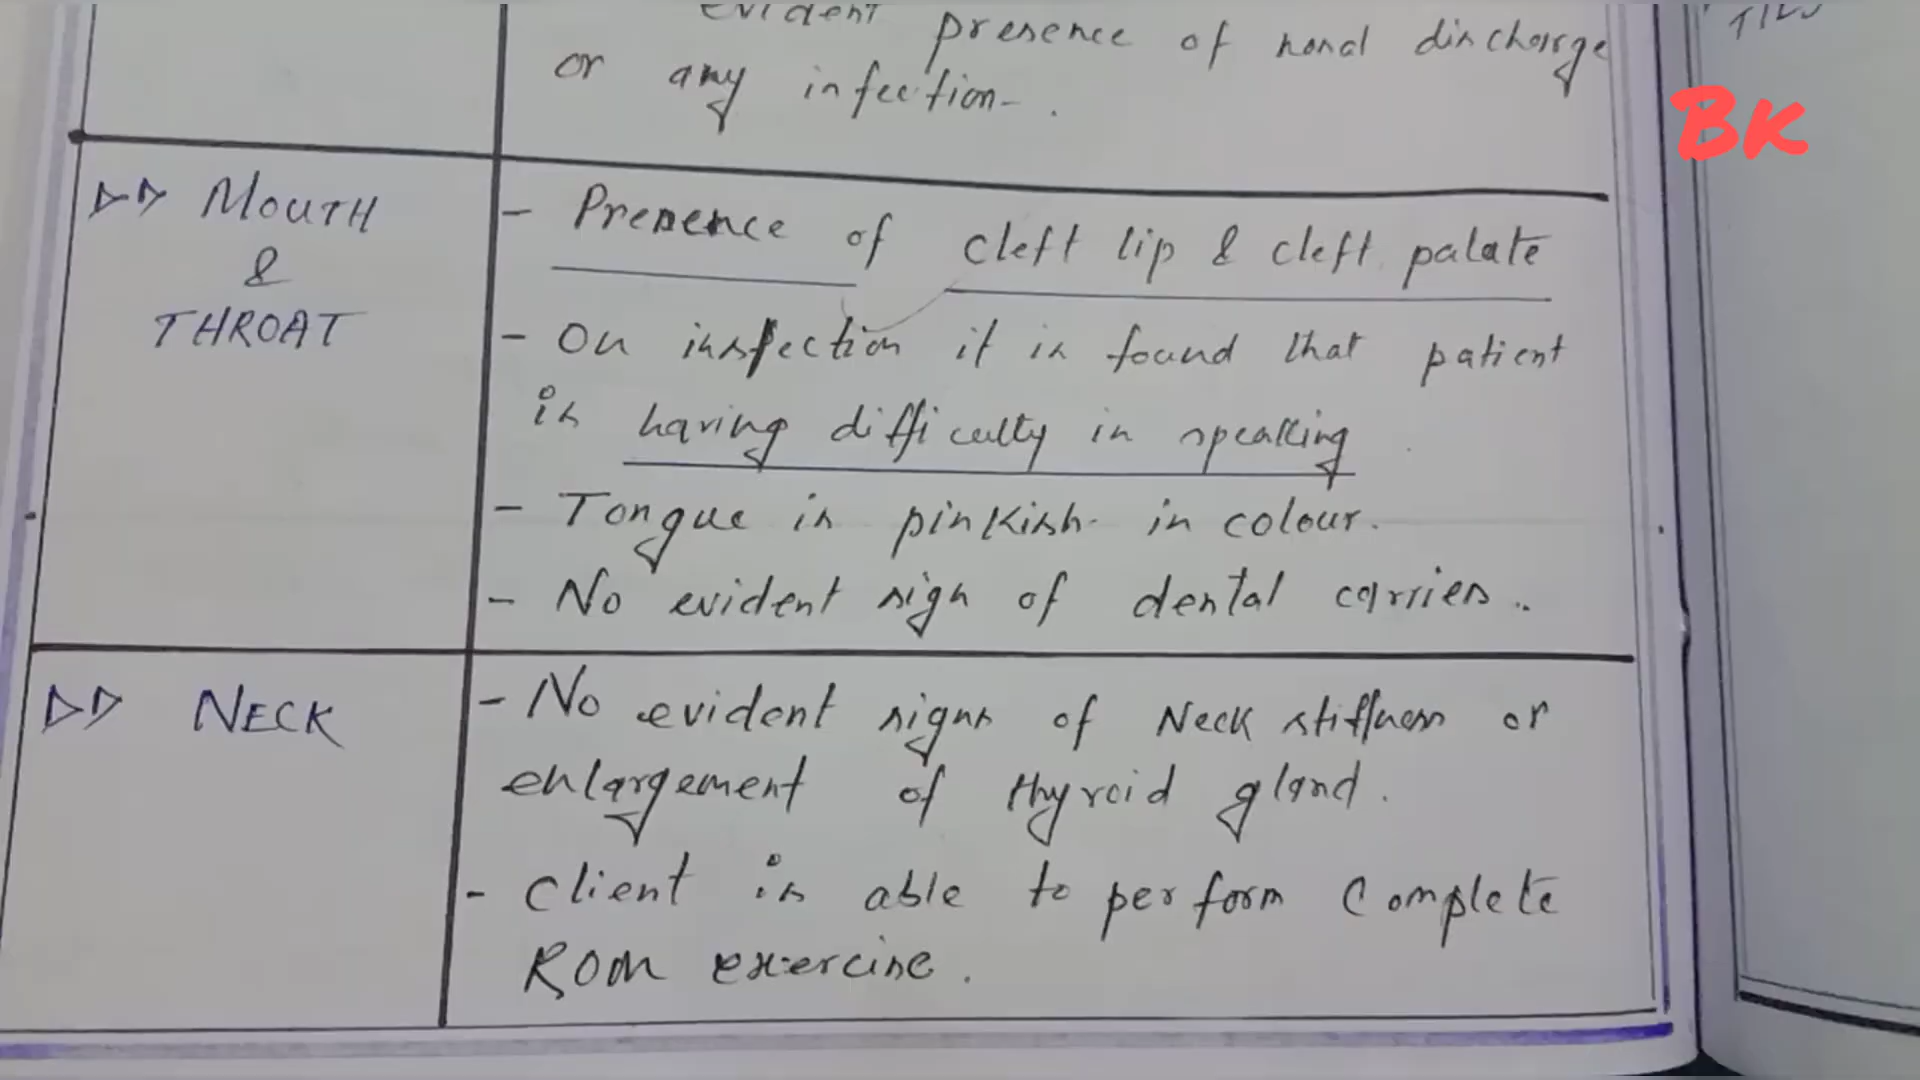 evident presence of nasal discharge
or any infection.
BK
▷▷ MOUTH
&
THROAT
- Presence of cleft lip & cleft palate
- On inspection it is found that patient
is having difficulty in speaking
- Tongue is pinkish in colour.
- No evident sign of dental carries..
▷▷ NECK
- No evident signs of Neck stiffness or
enlargement of thyroid gland.
- Client is able to perform Complete
ROM exercise.